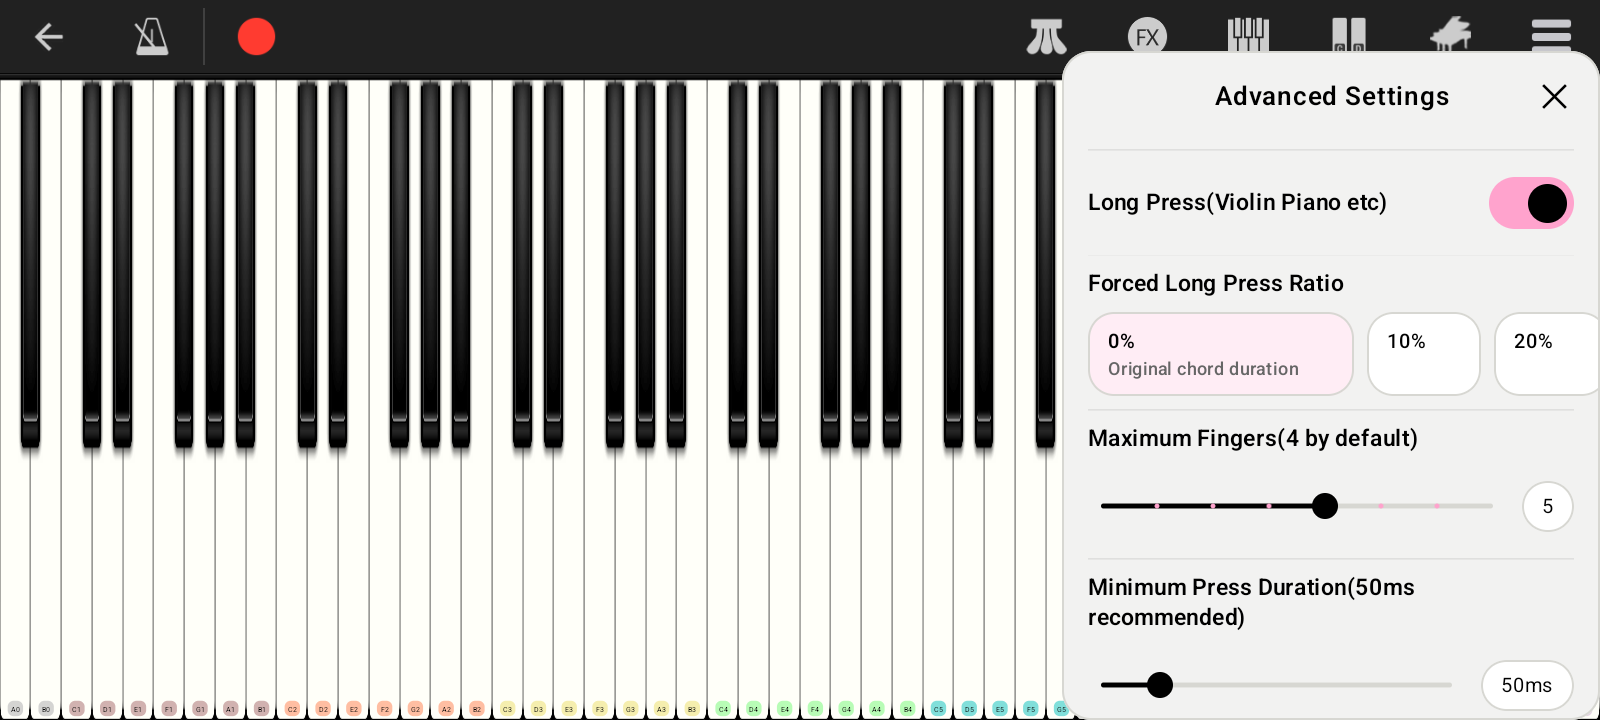 FX
Advanced Settings
Long Press(Violin Piano etc)
Forced Long Press Ratio
0%
Original chord duration
10%
20%
Maximum Fingers(4 by default)
5
Minimum Press Duration(50ms
recommended)
50ms
A0 B0 C1 D1 E1 F1 G1 A1 B1 C2 D2 E2 F2 G2 A2 B2 C3 D3 E3 F3 G3 A3 B3 C4 D4 E4 F4 G4 A4 B4 C5 D5 E5 F5 G5